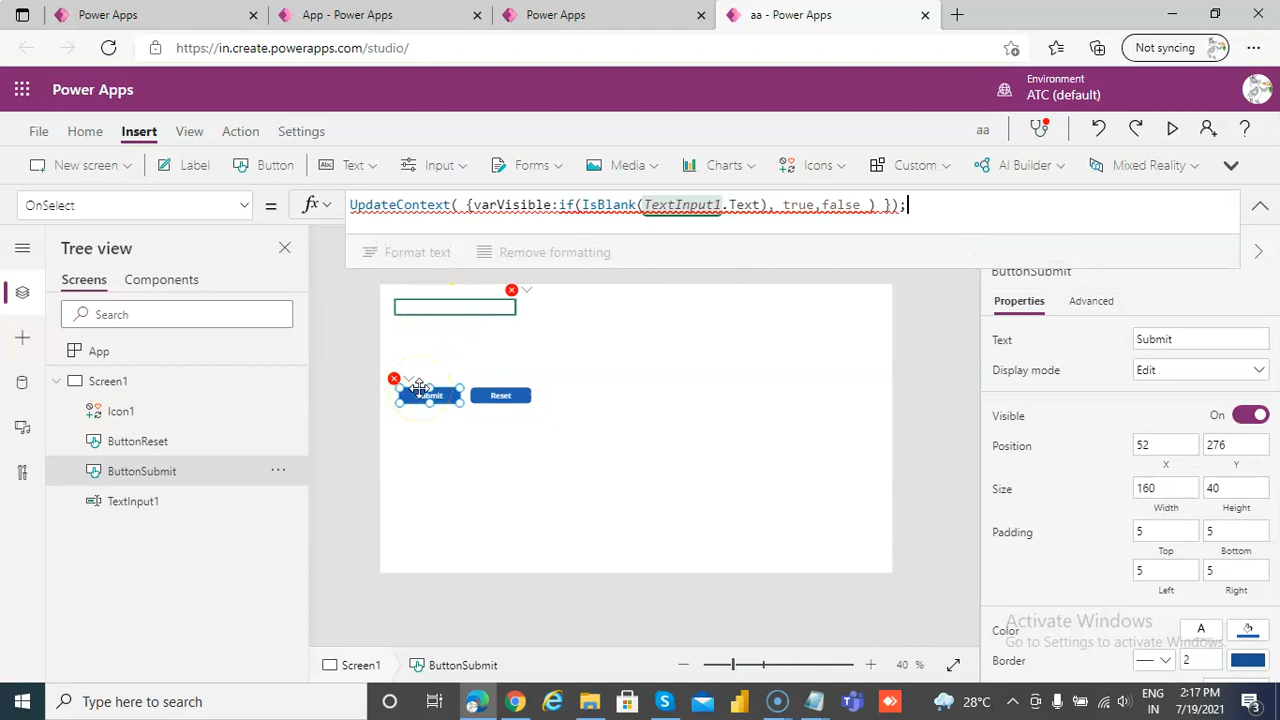 Power Apps
App - Power Apps
Power Apps
aa - Power Apps
https://in.create.powerapps.com/studio/
Not syncing
Power Apps
Environment
ATC (default)
File Home Insert View Action Settings
aa
New screen Label Button Text Input Forms Media Charts Icons Custom AI Builder Mixed Reality
OnSelect = fx UpdateContext( {varVisible:if(IsBlank(TextInput1.Text), true,false ) });
Format text Remove formatting
Tree view
Screens Components
Search
App
Screen1
Icon1
ButtonReset
ButtonSubmit
TextInput1
Submit Reset
ButtonSubmit
Properties Advanced
Text Submit
Display mode Edit
Visible On
Position 52 276
X Y
Size 160 40
Width Height
Padding 5 5
Top Bottom
5 5
Left Right
Color A
Border 2
Activate Windows
Go to Settings to activate Windows.
Screen1 ButtonSubmit 40 %
Type here to search
28°C
ENG
IN
2:17 PM
7/19/2021
3